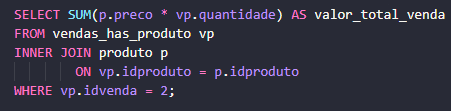 SELECT SUM(p.preco * vp.quantidade) AS valor_total_venda
FROM vendas_has_produto vp
INNER JOIN produto p
ON vp.idproduto = p.idproduto
WHERE vp.idvenda = 2;